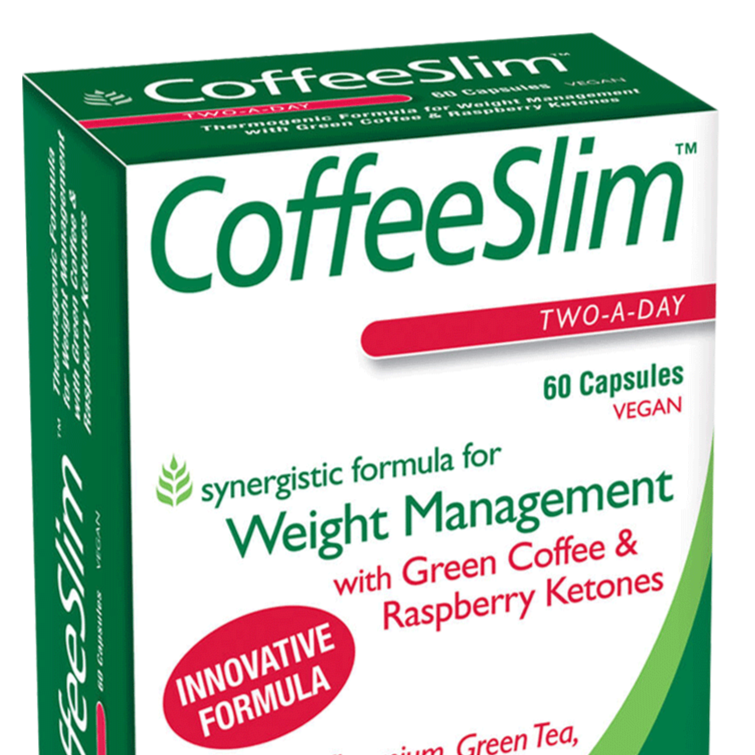 CoffeeSlim™
60 Capsules VEGAN
TWO-A-DAY
Thermogenic Formula for Weight Management
with Green Coffee & Raspberry Ketones
CoffeeSlim™
TWO-A-DAY
60 Capsules
VEGAN
synergistic formula for
Weight Management
with Green Coffee &
Raspberry Ketones
INNOVATIVE
FORMULA
Green Tea,
Thermogenic Formula
for Weight Management
with Green Coffee &
Raspberry Ketones
TM
VEGAN
60 Capsules
feeSlim